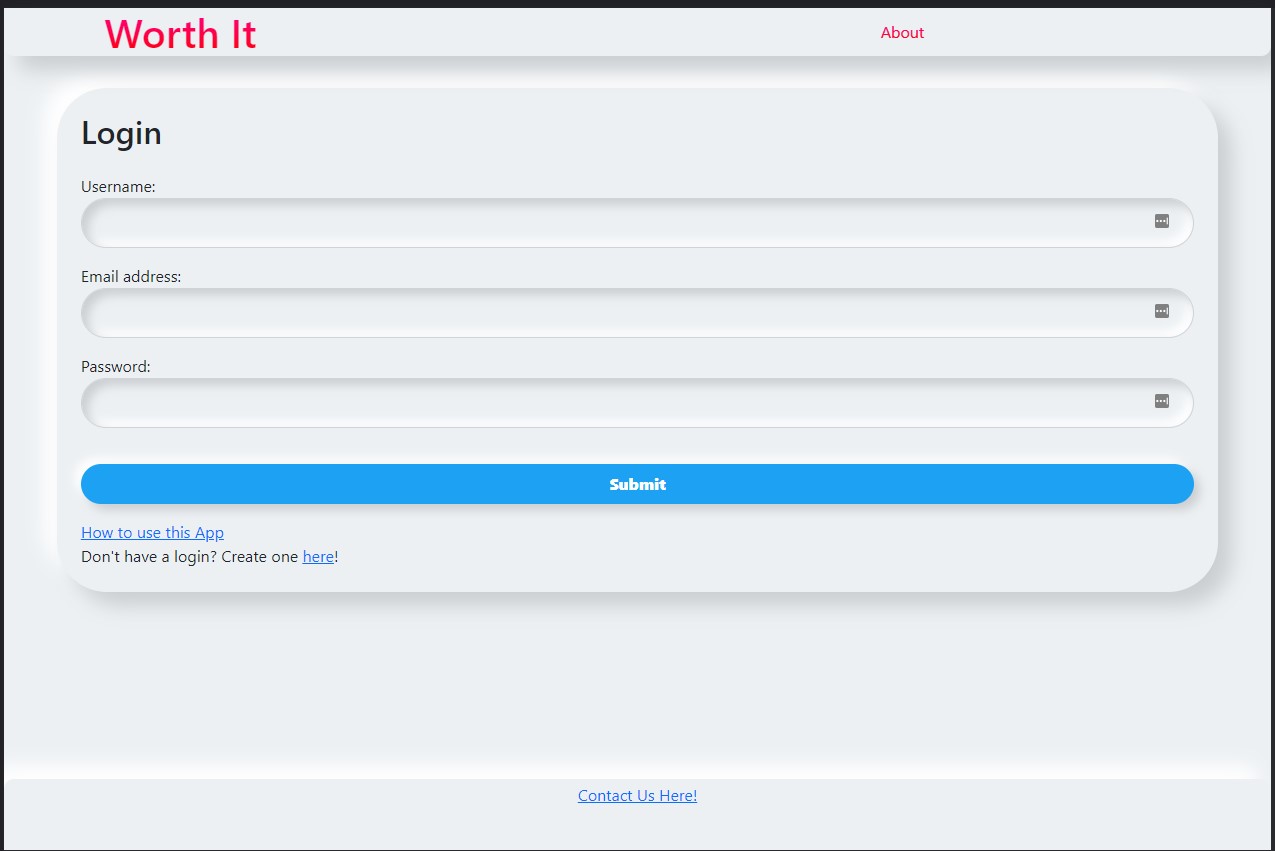 Worth It
About
Login
Username:
Email address:
Password:
Submit
How to use this App
Don't have a login? Create one here!
Contact Us Here!